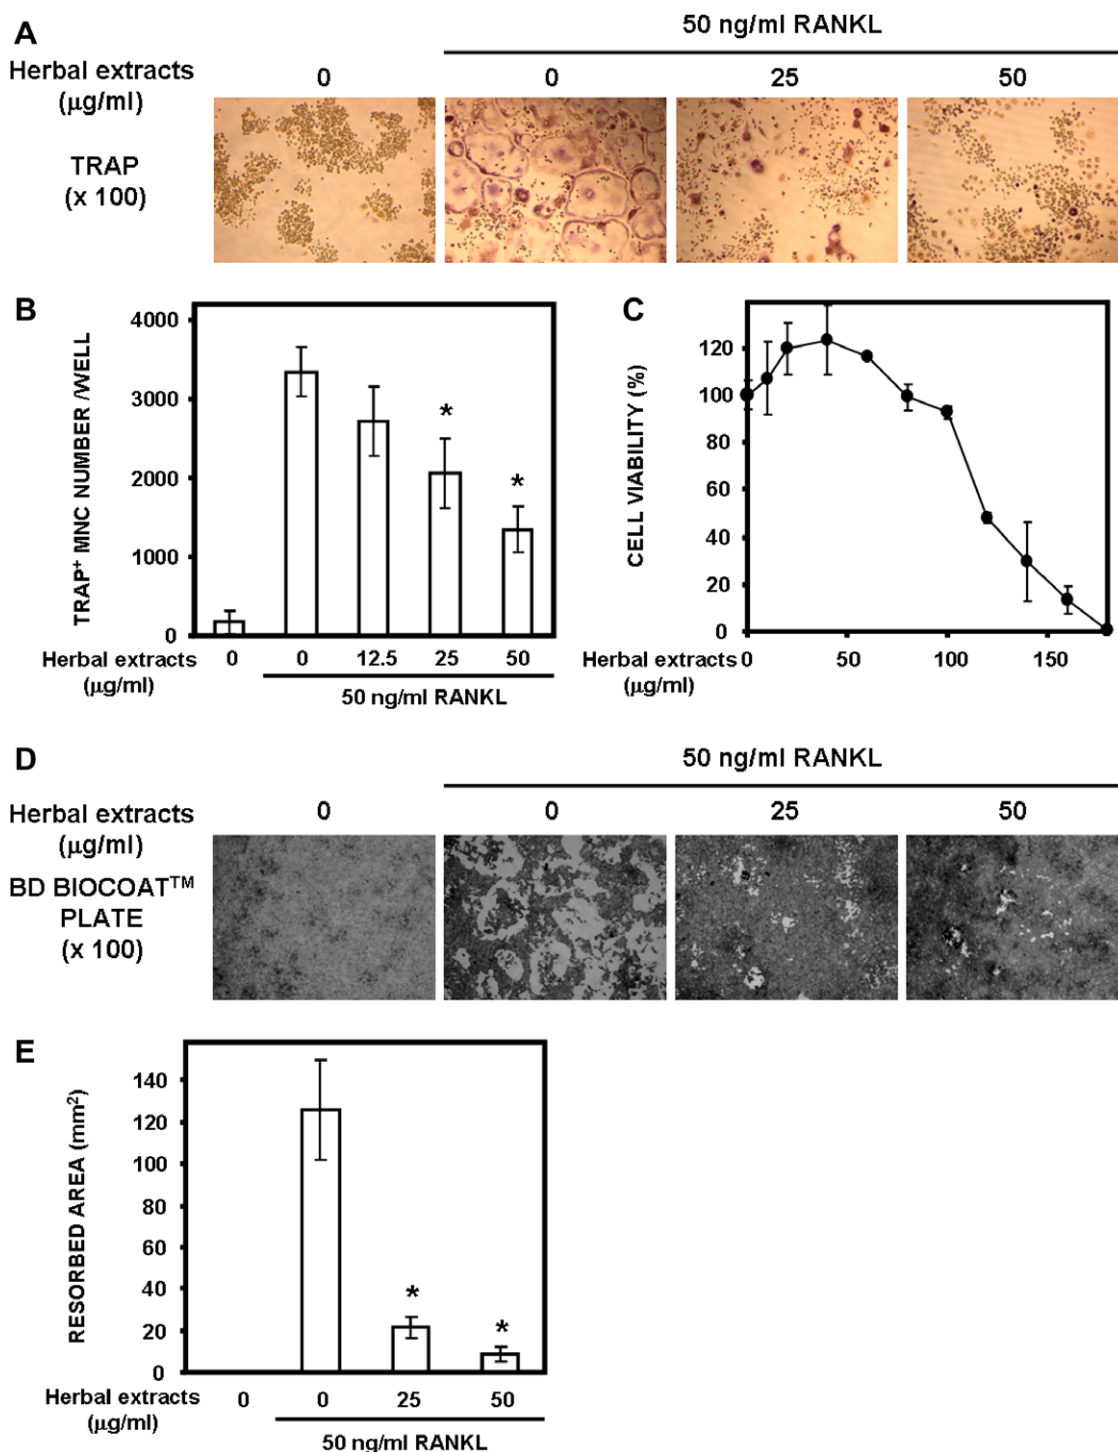 A
50 ng/ml RANKL
Herbal extracts
(μg/ml)
0 0 25 50
TRAP
(x 100)
B
TRAP⁺ MNC NUMBER /WELL
4000
3000
2000
1000
0
* *
Herbal extracts
(μg/ml)
0 0 12.5 25 50
50 ng/ml RANKL
C
CELL VIABILITY (%)
120
100
80
60
40
20
0
Herbal extracts
(μg/ml)
0 50 100 150
D
50 ng/ml RANKL
Herbal extracts
(μg/ml)
0 0 25 50
BD BIOCOAT™
PLATE
(x 100)
E
RESORBED AREA (mm²)
140
120
100
80
60
40
20
0
* *
Herbal extracts
(μg/ml)
0 0 25 50
50 ng/ml RANKL